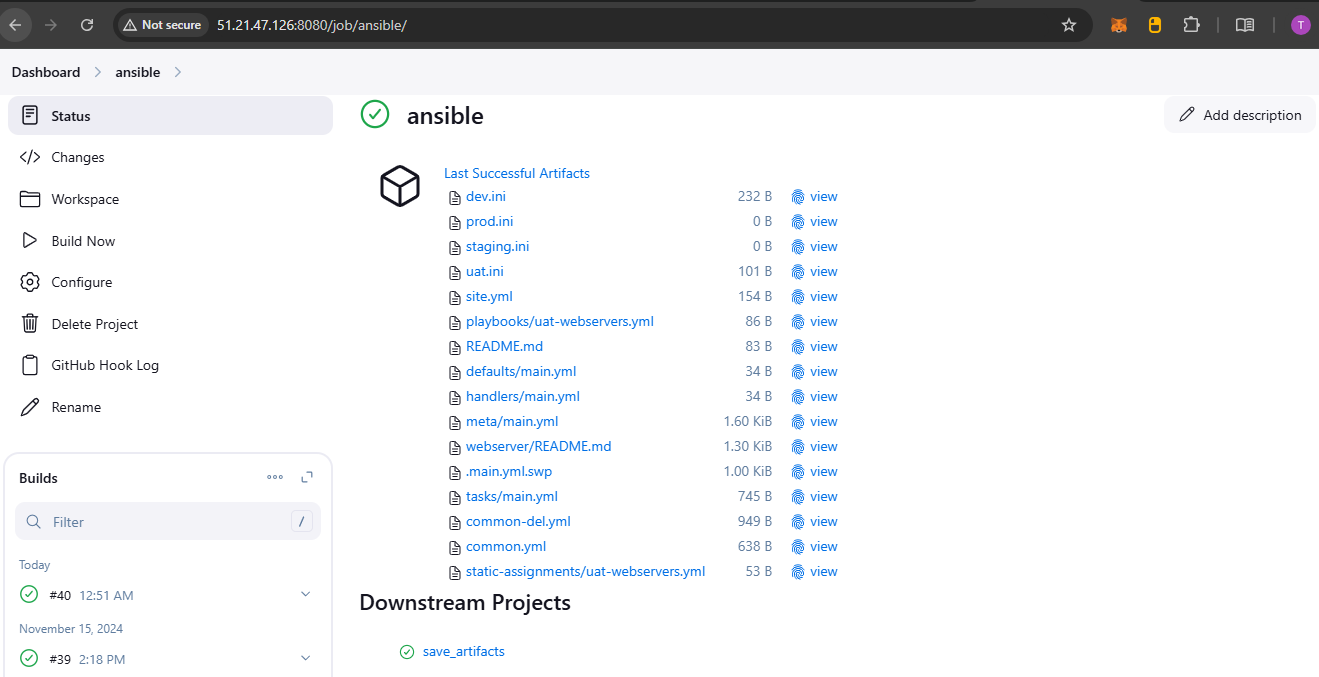 Not secure 51.21.47.126:8080/job/ansible/ T
Dashboard ansible
Status
Changes
Workspace
Build Now
Configure
Delete Project
GitHub Hook Log
Rename
Builds
Filter /
Today
#40 12:51 AM
November 15, 2024
#39 2:18 PM
ansible
Add description
Last Successful Artifacts
dev.ini 232 B view
prod.ini 0 B view
staging.ini 0 B view
uat.ini 101 B view
site.yml 154 B view
playbooks/uat-webservers.yml 86 B view
README.md 83 B view
defaults/main.yml 34 B view
handlers/main.yml 34 B view
meta/main.yml 1.60 KiB view
webserver/README.md 1.30 KiB view
.main.yml.swp 1.00 KiB view
tasks/main.yml 745 B view
common-del.yml 949 B view
common.yml 638 B view
static-assignments/uat-webservers.yml 53 B view
Downstream Projects
save_artifacts